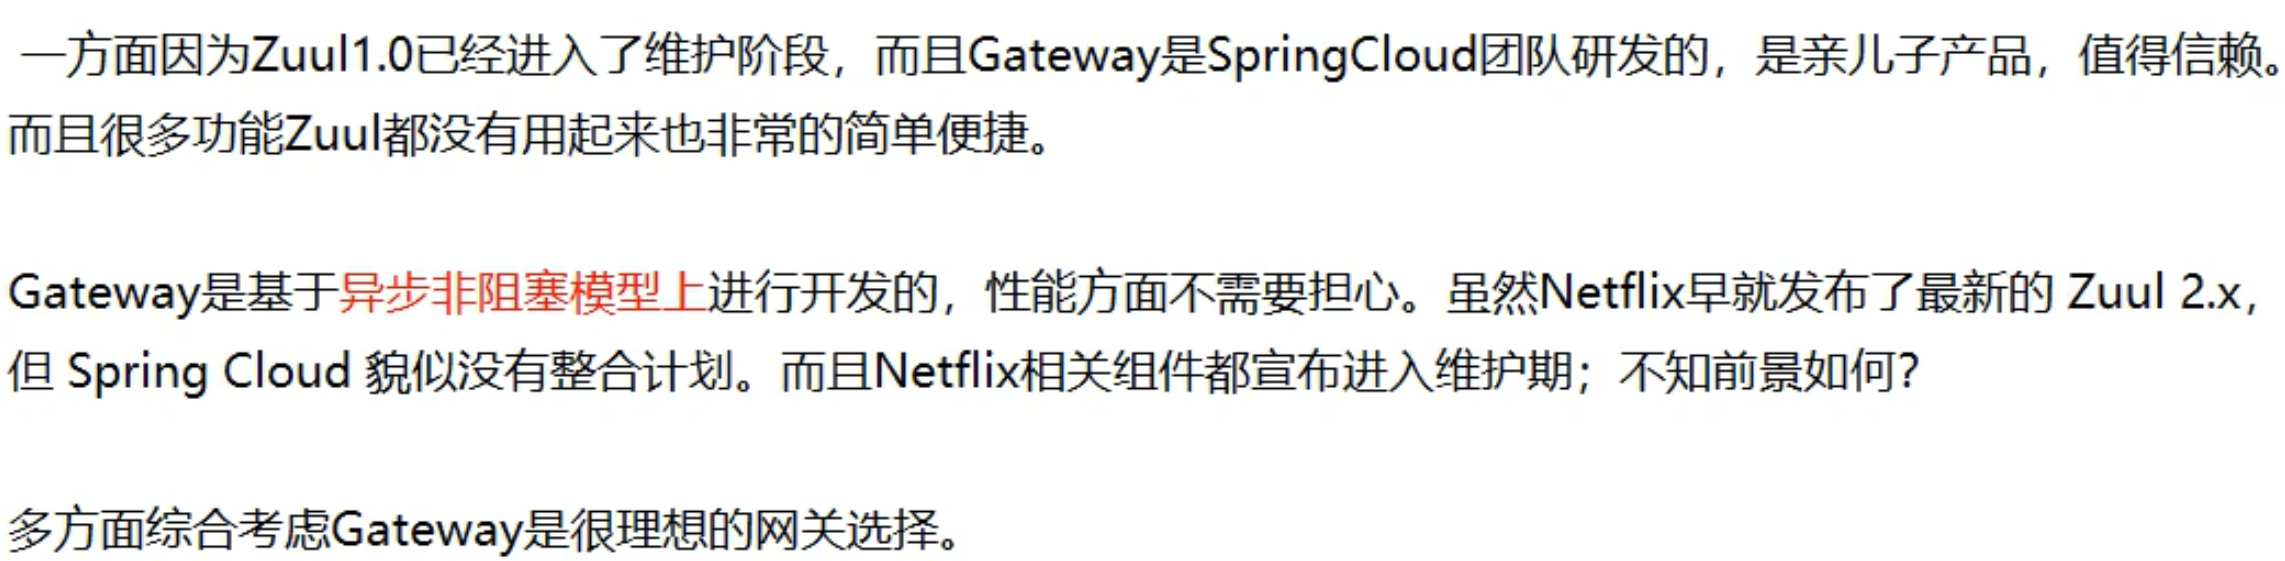 一方面因为Zuul1.0已经进入了维护阶段，而且Gateway是SpringCloud团队研发的，是亲儿子产品，值得信赖。
而且很多功能Zuul都没有用起来也非常的简单便捷。
Gateway是基于异步非阻塞模型上进行开发的，性能方面不需要担心。虽然Netflix早就发布了最新的 Zuul 2.x，
但 Spring Cloud 貌似没有整合计划。而且Netflix相关组件都宣布进入维护期；不知前景如何？
多方面综合考虑Gateway是很理想的网关选择。